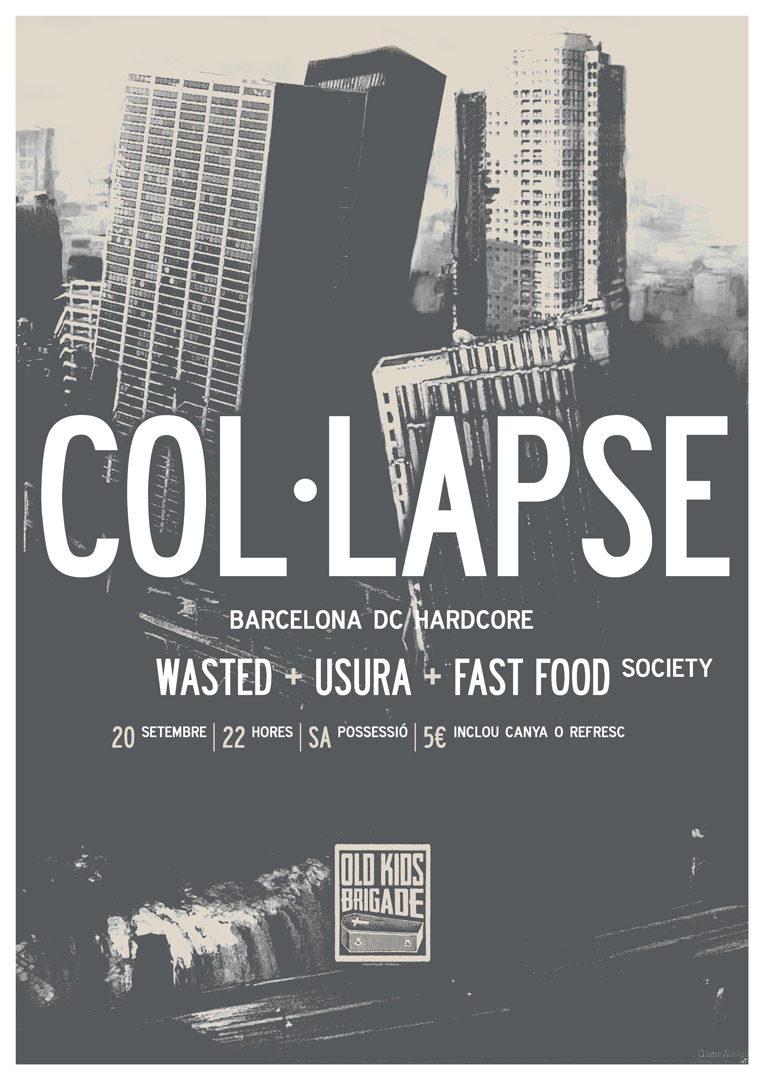 COL·LAPSE
BARCELONA DC HARDCORE
WASTED + USURA + FAST FOOD SOCIETY
20 SETEMBRE | 22 HORES | SA POSSESSIÓ | 5€ INCLOU CANYA O REFRESC
OLD KIDS
BRIGADE